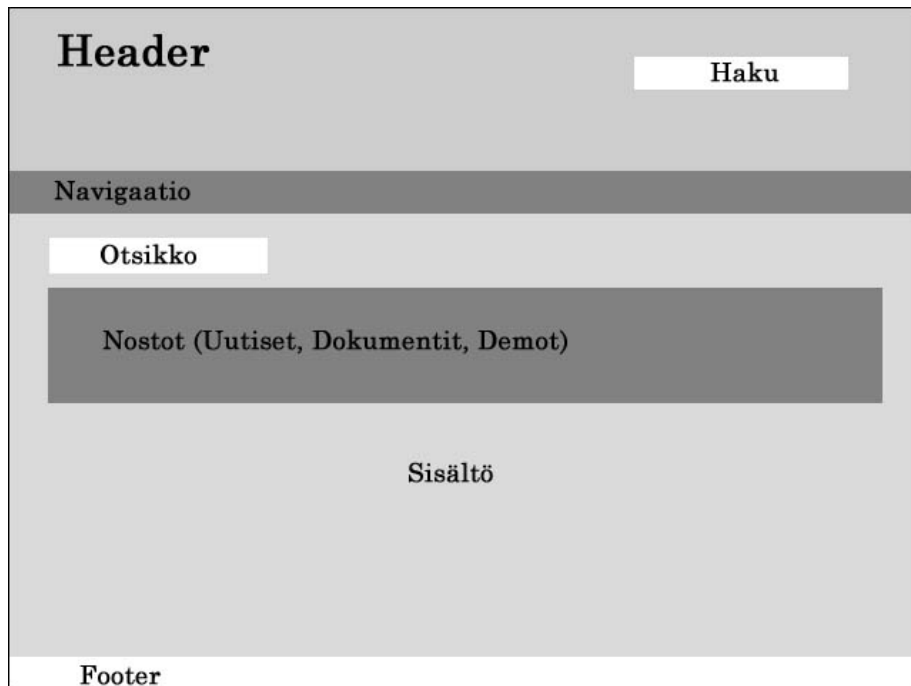 Header
Haku
Navigaatio
Otsikko
Nostot (Uutiset, Dokumentit, Demot)
Sisältö
Footer